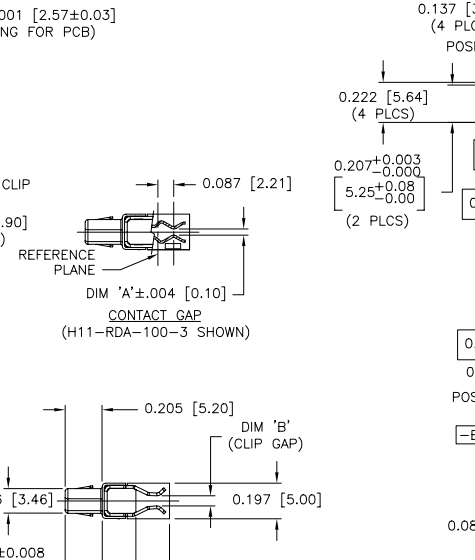 001 [2.57±0.03]
NG FOR PCB)
0.137 [3
(4 PLC
POSI
0.222 [5.64]
(4 PLCS)
0.207+0.003
-0.000
5.25+0.08
-0.00
(2 PLCS)
CLIP
0.087 [2.21]
.90]
)
REFERENCE
PLANE
DIM 'A'±.004 [0.10]
CONTACT GAP
(H11-RDA-100-3 SHOWN)
0.
0
POS
0.205 [5.20]
DIM 'B'
(CLIP GAP)
-B
[3.46]
0.197 [5.00]
0.08
±0.008